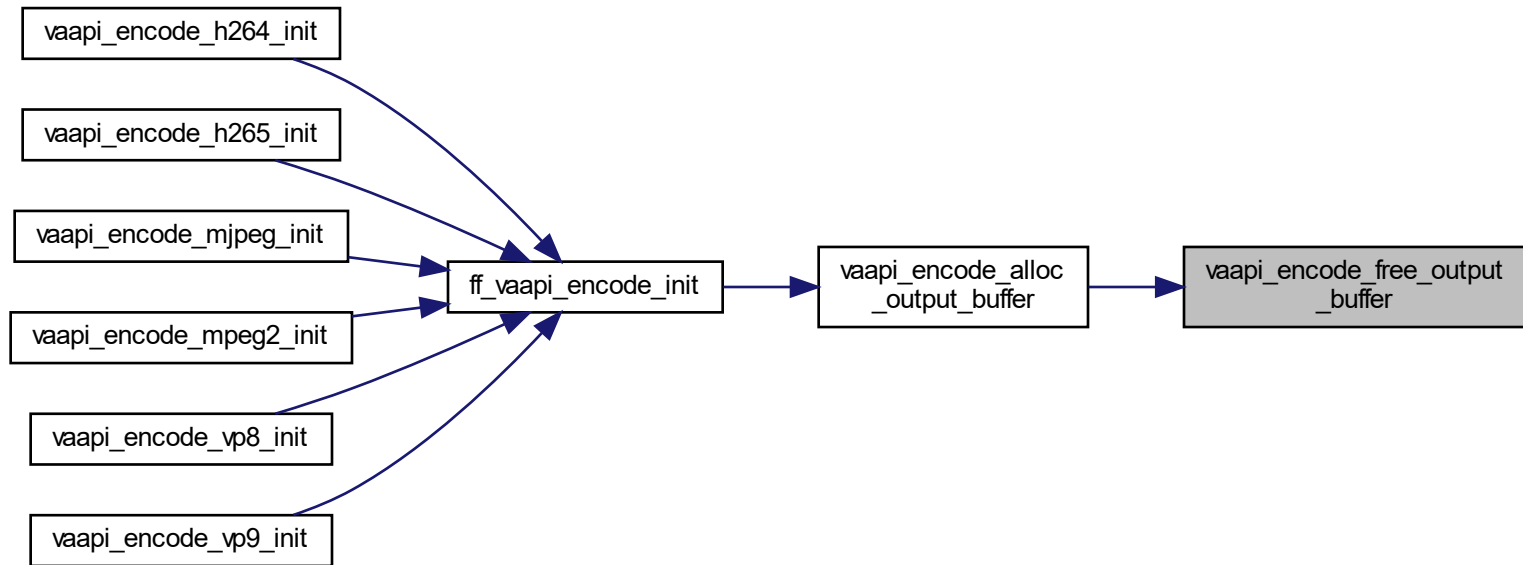 vaapi_encode_h264_init
vaapi_encode_h265_init
vaapi_encode_mjpeg_init
vaapi_encode_mpeg2_init
vaapi_encode_vp8_init
vaapi_encode_vp9_init
ff_vaapi_encode_init
vaapi_encode_alloc
_output_buffer
vaapi_encode_free_output
_buffer